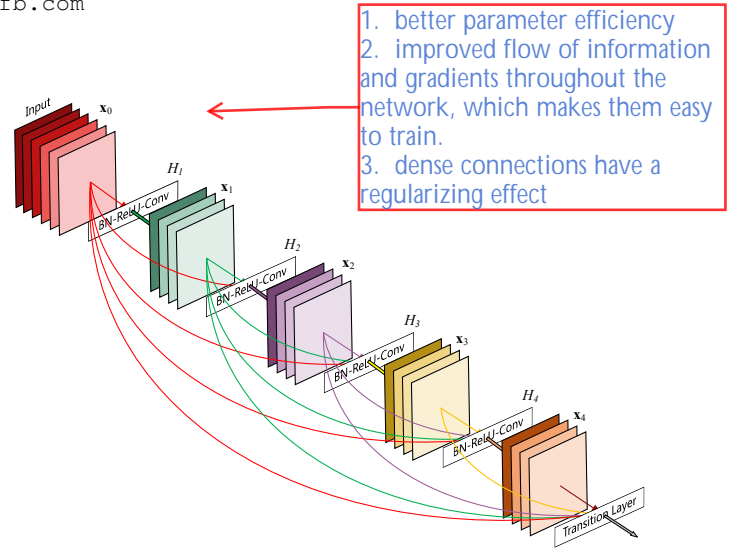 fb.com
1. better parameter efficiency
2. improved flow of information
and gradients throughout the
network, which makes them easy
to train.
3. dense connections have a
regularizing effect
Input
x0
H1
BN-ReLU-Conv
x1
H2
BN-ReLU-Conv
x2
H3
BN-ReLU-Conv
x3
H4
BN-ReLU-Conv
x4
Transition Layer